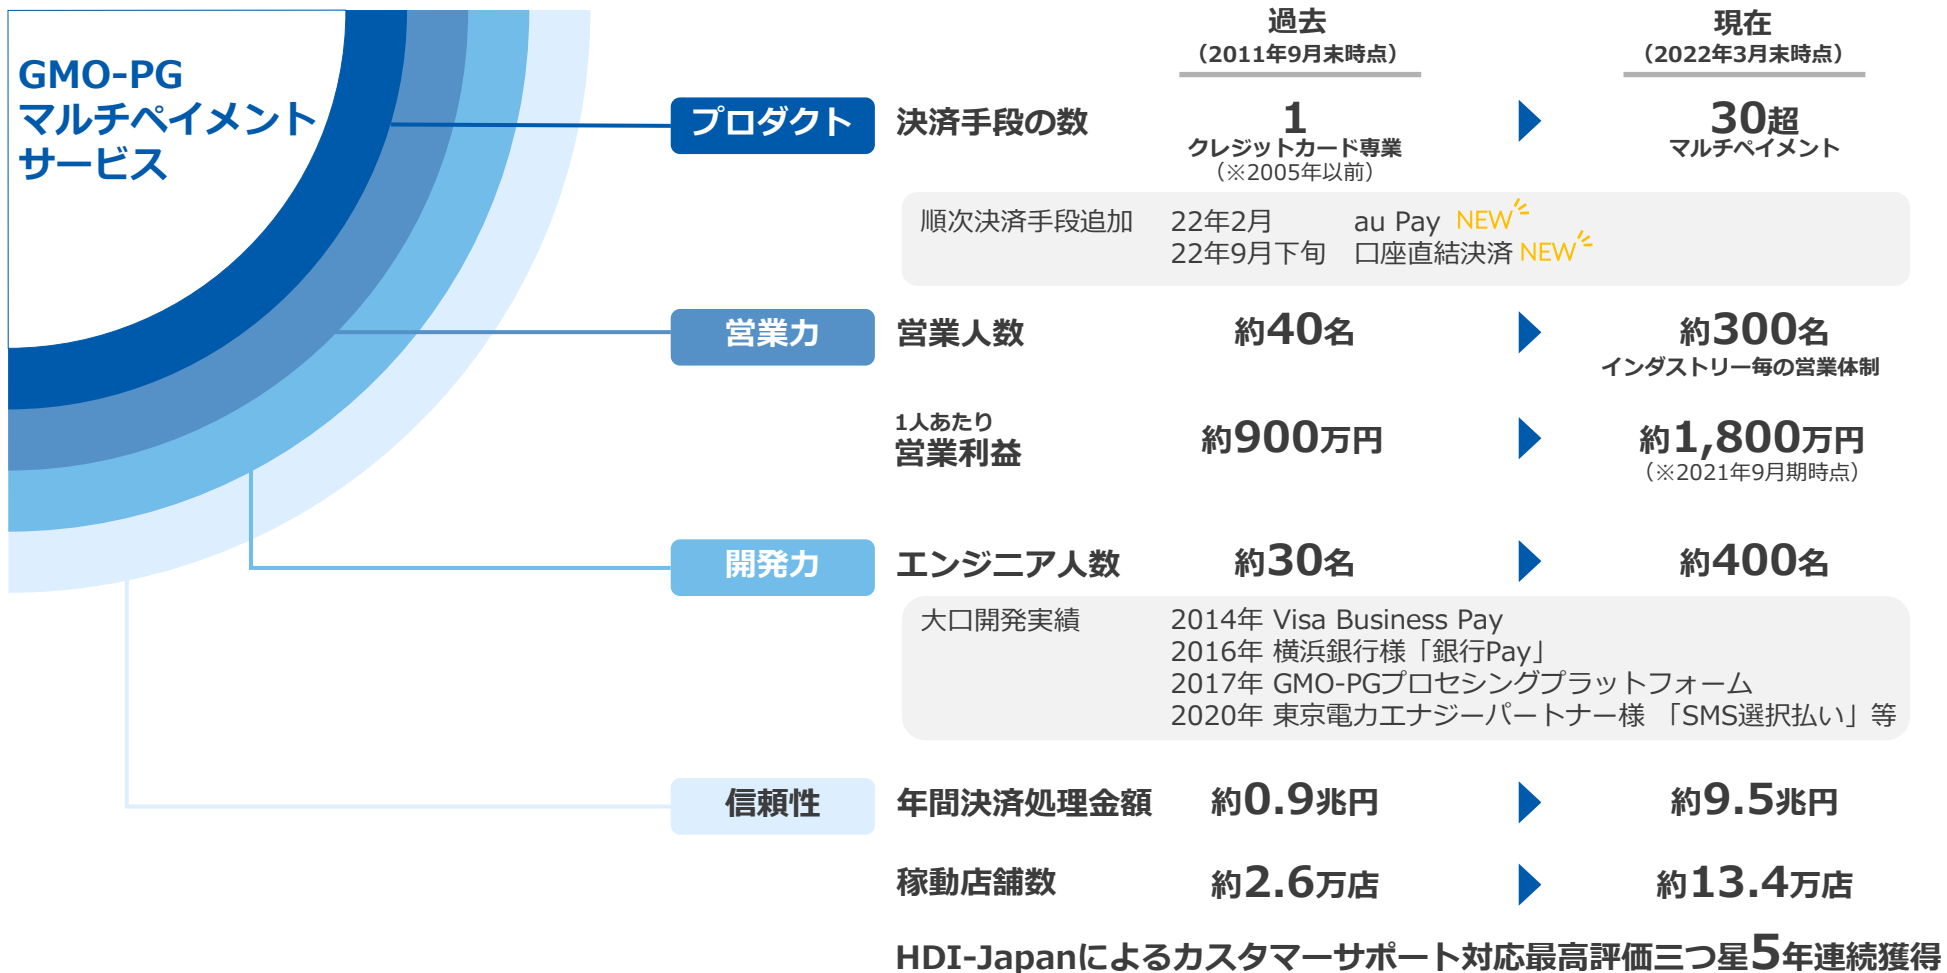 GMO-PG
マルチペイメント
サービス
過去
（2011年9月末時点）
現在
（2022年3月末時点）
プロダクト
決済手段の数
1
クレジットカード専業
（※2005年以前）
30超
マルチペイメント
順次決済手段追加 22年2月 au Pay NEW
22年9月下旬 口座直結決済 NEW
営業力
営業人数
約40名
約300名
インダストリー毎の営業体制
1人あたり
営業利益
約900万円
約1,800万円
（※2021年9月期時点）
開発力
エンジニア人数
約30名
約400名
大口開発実績 2014年 Visa Business Pay
2016年 横浜銀行様「銀行Pay」
2017年 GMO-PGプロセシングプラットフォーム
2020年 東京電力エナジーパートナー様 「SMS選択払い」等
信頼性
年間決済処理金額
約0.9兆円
約9.5兆円
稼動店舗数
約2.6万店
約13.4万店
HDI-Japanによるカスタマーサポート対応最高評価三つ星5年連続獲得